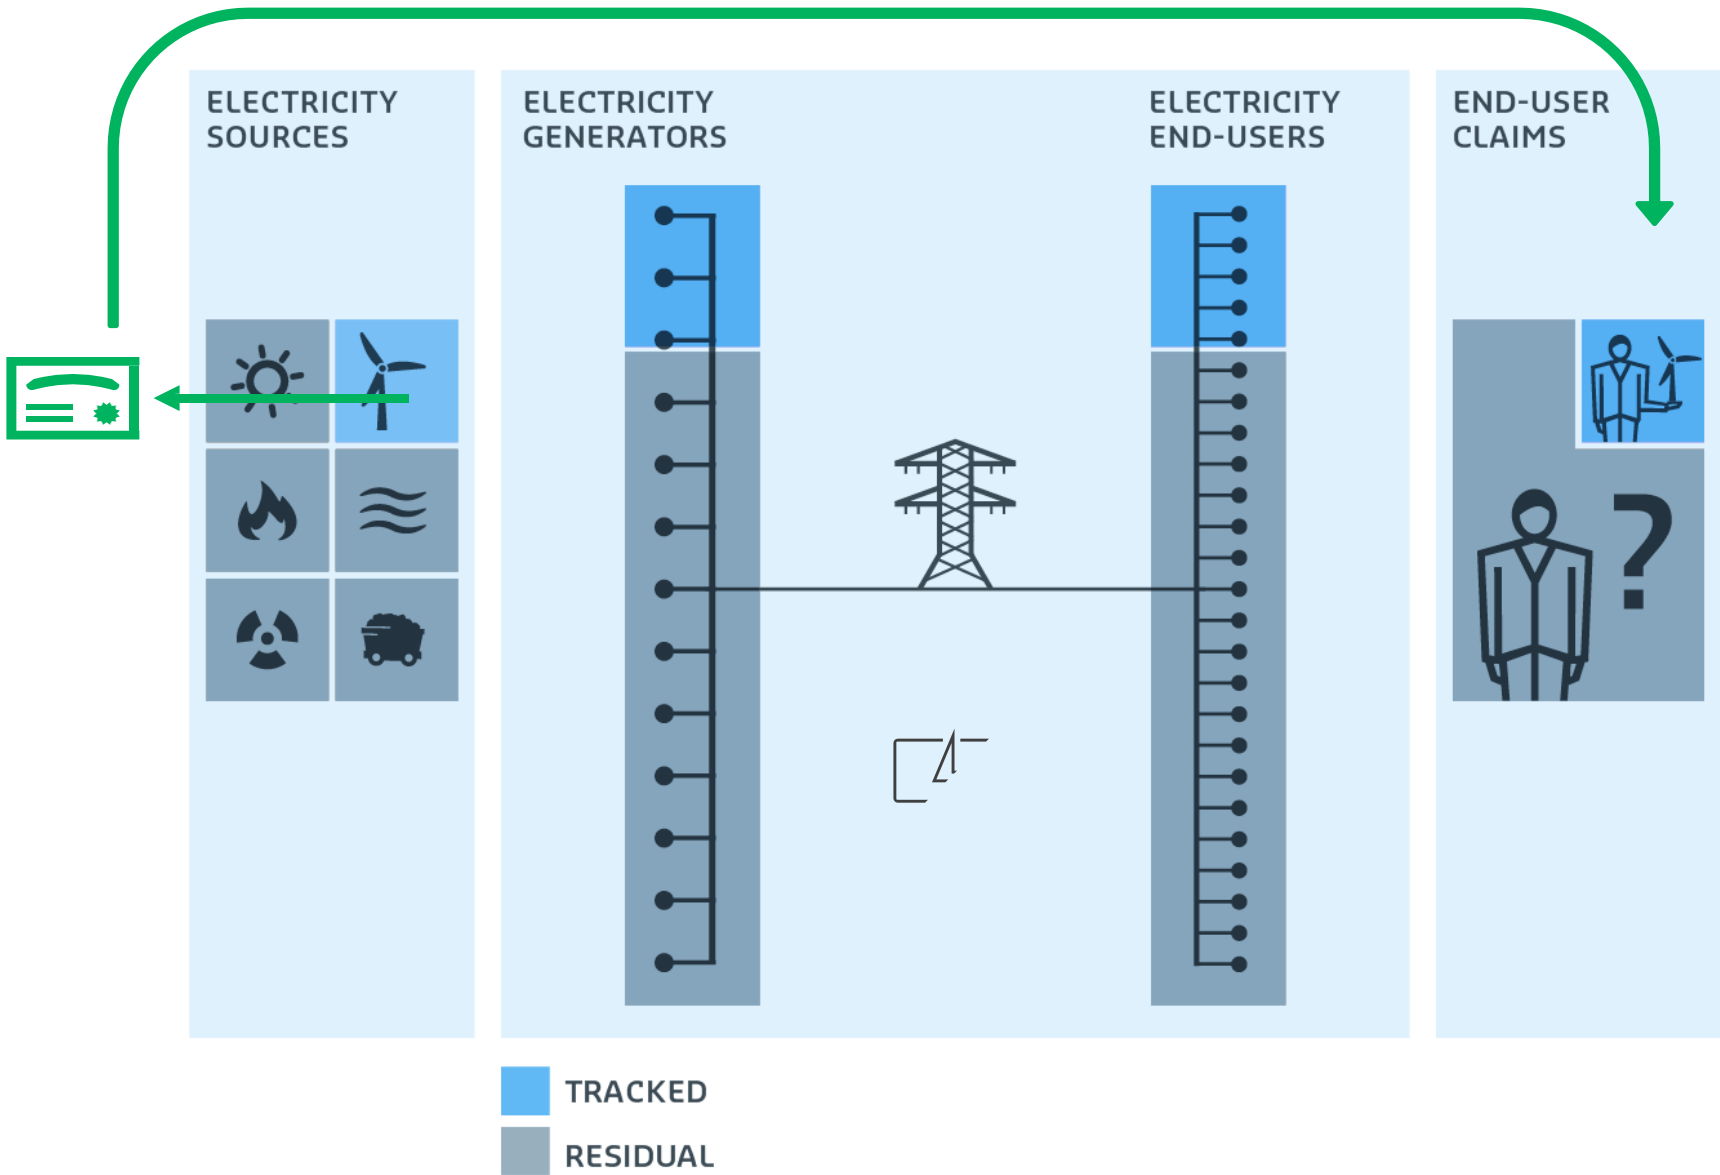 ELECTRICITY
SOURCES
ELECTRICITY
GENERATORS
ELECTRICITY
END-USERS
END-USER
CLAIMS
?
TRACKED
RESIDUAL